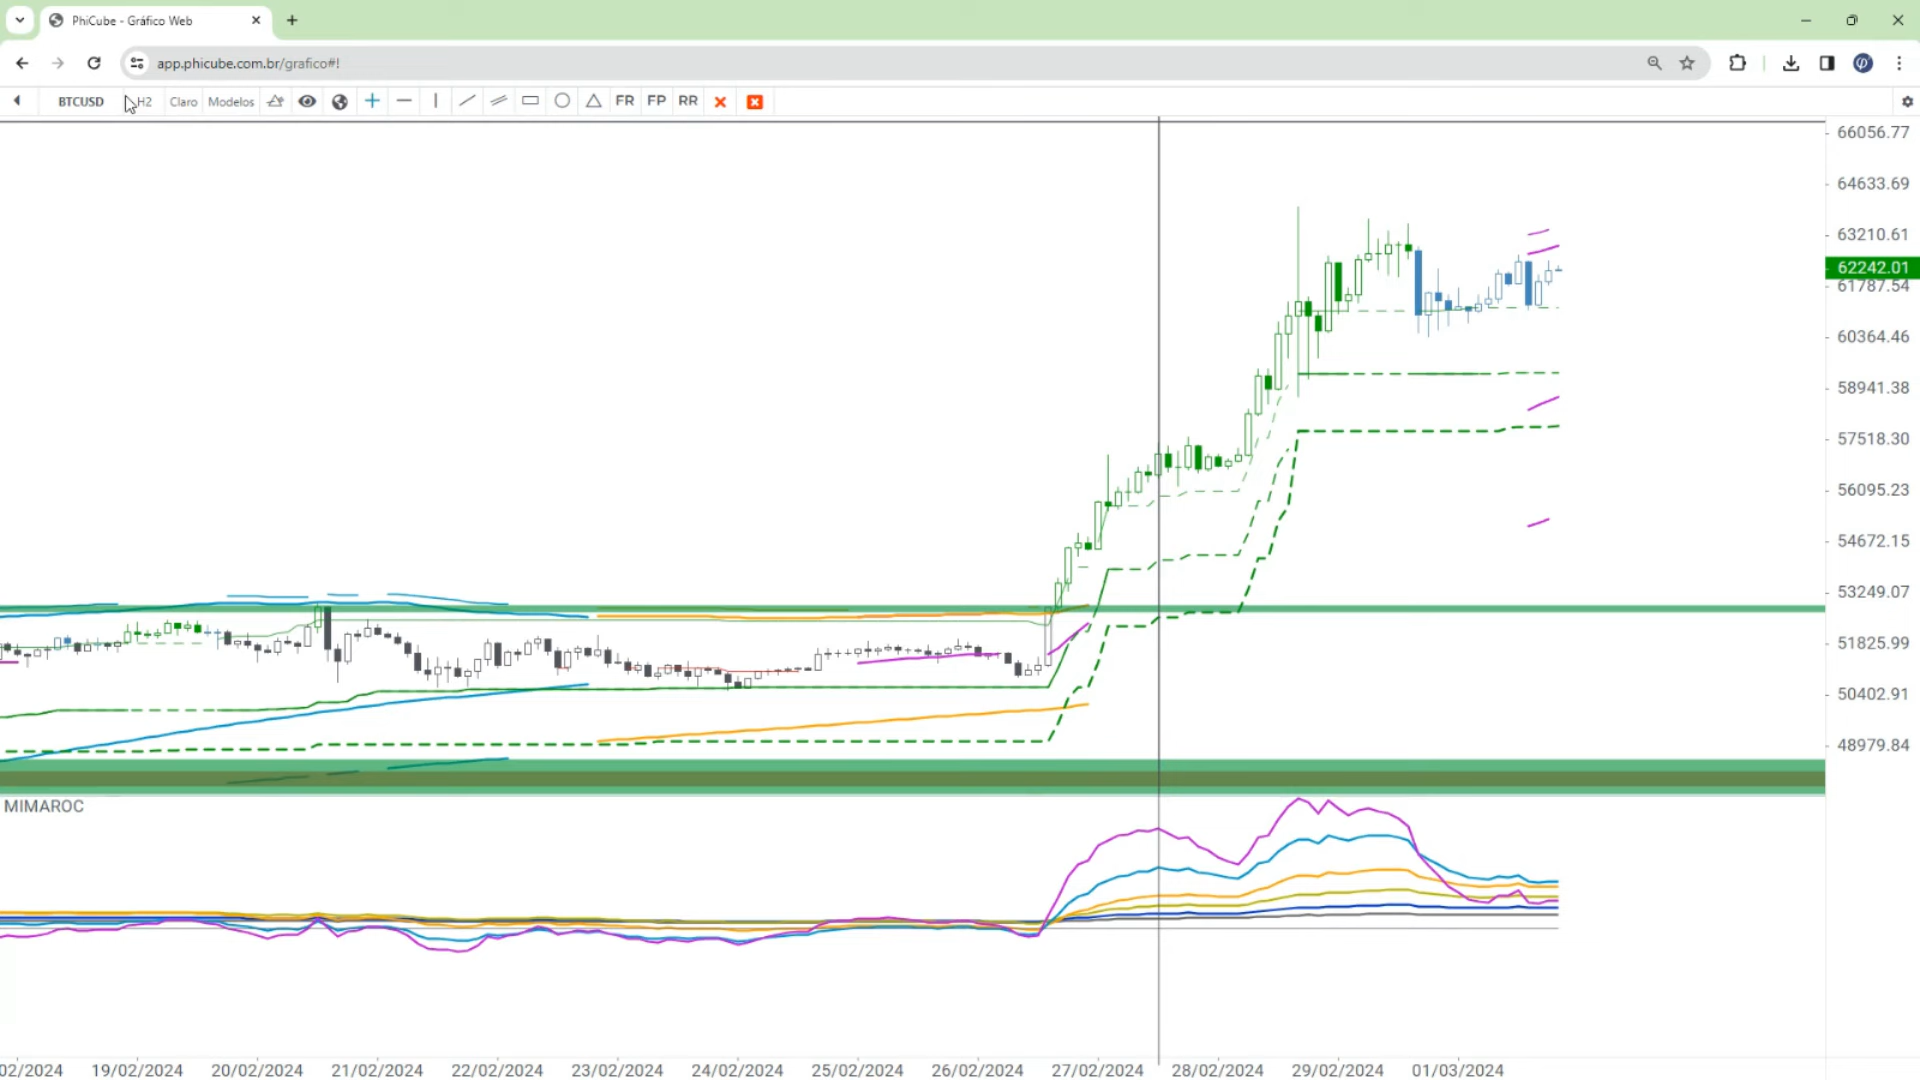 PhiCube - Gráfico Web
app.phicube.com.br/grafico#!
BTCUSD H2 Claro Modelos FR FP RR
66056.77
64633.69
63210.61
62242.01
61787.54
60364.46
58941.38
57518.30
56095.23
54672.15
53249.07
51825.99
50402.91
48979.84
MIMAROC
02/2024 19/02/2024 20/02/2024 21/02/2024 22/02/2024 23/02/2024 24/02/2024 25/02/2024 26/02/2024 27/02/2024 28/02/2024 29/02/2024 01/03/2024